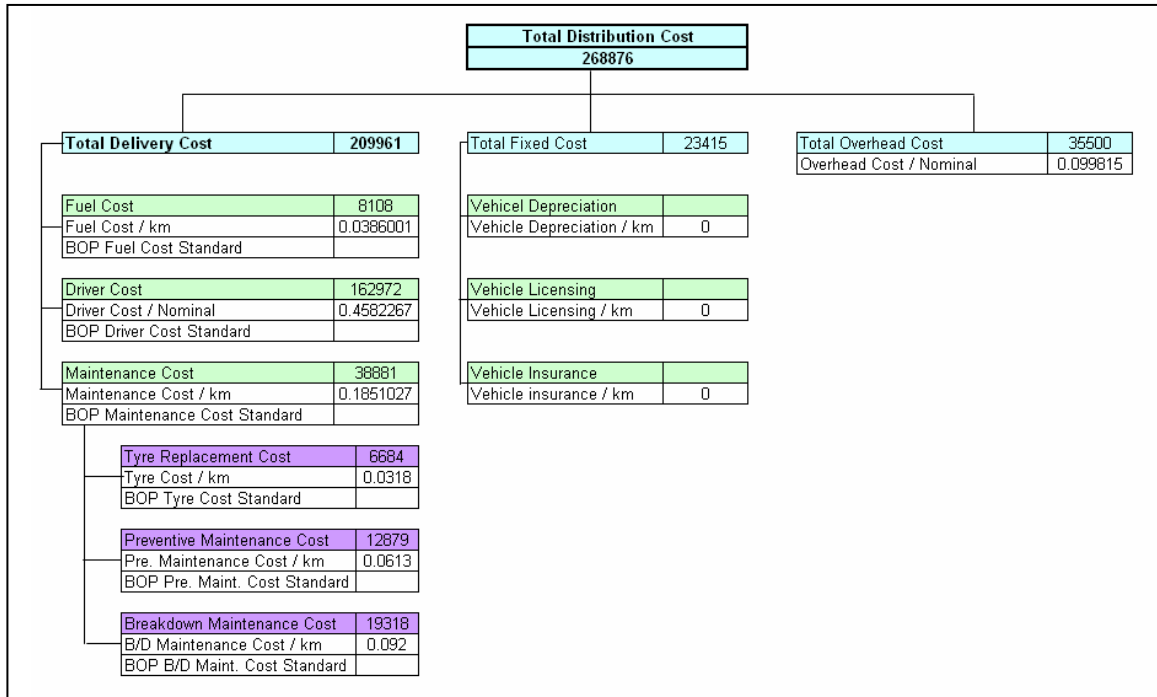 Total Distribution Cost
268876
Total Delivery Cost 209961
Total Fixed Cost 23415
Total Overhead Cost 35500
Overhead Cost / Nominal 0.099815
Fuel Cost 8108
Fuel Cost / km 0.0386001
BOP Fuel Cost Standard
Vehicel Depreciation
Vehicle Depreciation / km 0
Driver Cost 162972
Driver Cost / Nominal 0.4582267
BOP Driver Cost Standard
Vehicle Licensing
Vehicle Licensing / km 0
Maintenance Cost 38881
Maintenance Cost / km 0.1851027
BOP Maintenance Cost Standard
Vehicle Insurance
Vehicle insurance / km 0
Tyre Replacement Cost 6684
Tyre Cost / km 0.0318
BOP Tyre Cost Standard
Preventive Maintenance Cost 12879
Pre. Maintenance Cost / km 0.0613
BOP Pre. Maint. Cost Standard
Breakdown Maintenance Cost 19318
B/D Maintenance Cost / km 0.092
BOP B/D Maint. Cost Standard